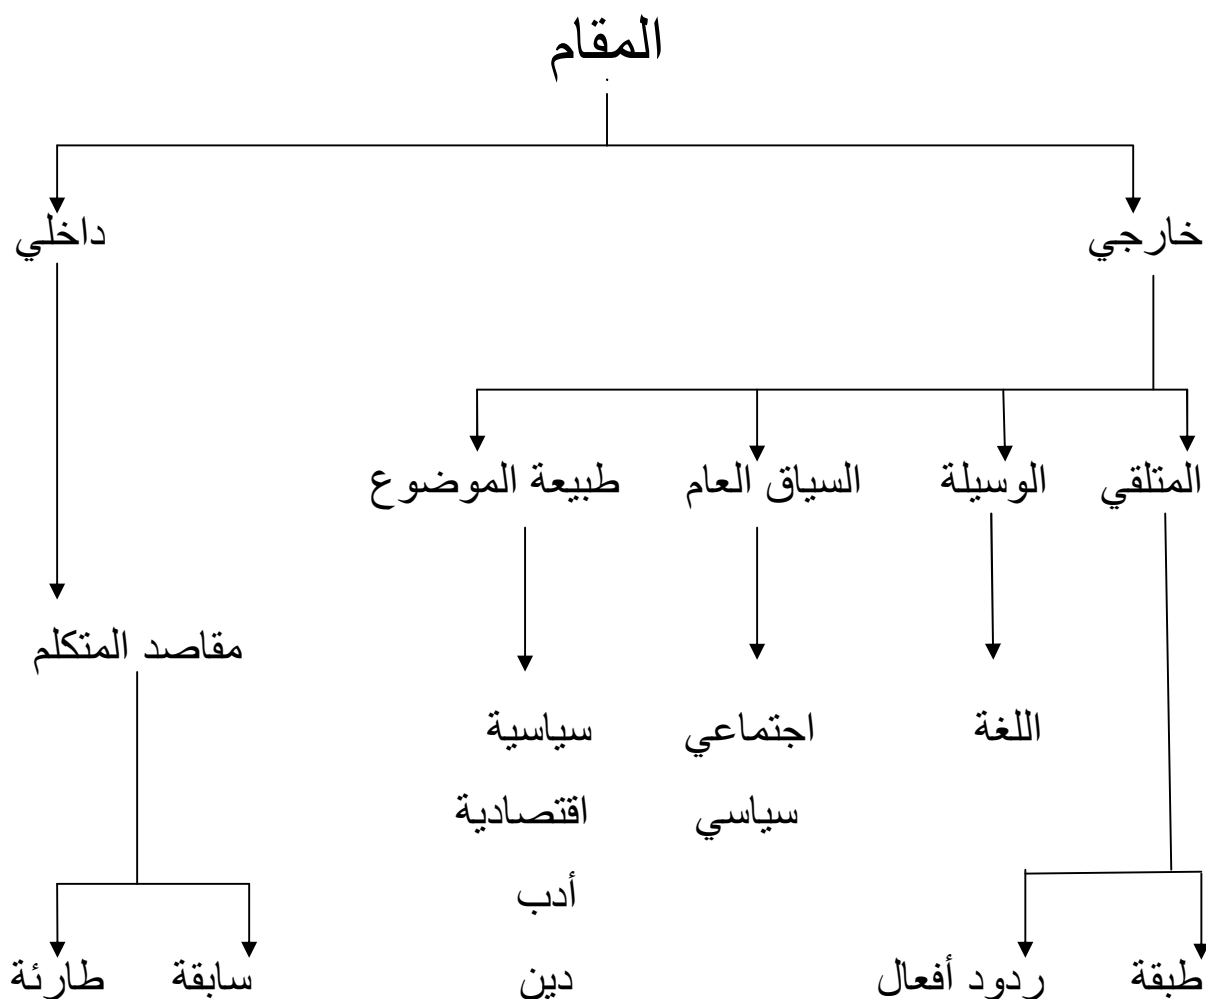 المقام
خارجي داخلي
المتلقي الوسيلة السياق العام طبيعة الموضوع
مقاصد المتكلم
اللغة اجتماعي سياسية
سياسي اقتصادية
أدب
طبقة ردود أفعال دين سابقة طارئة